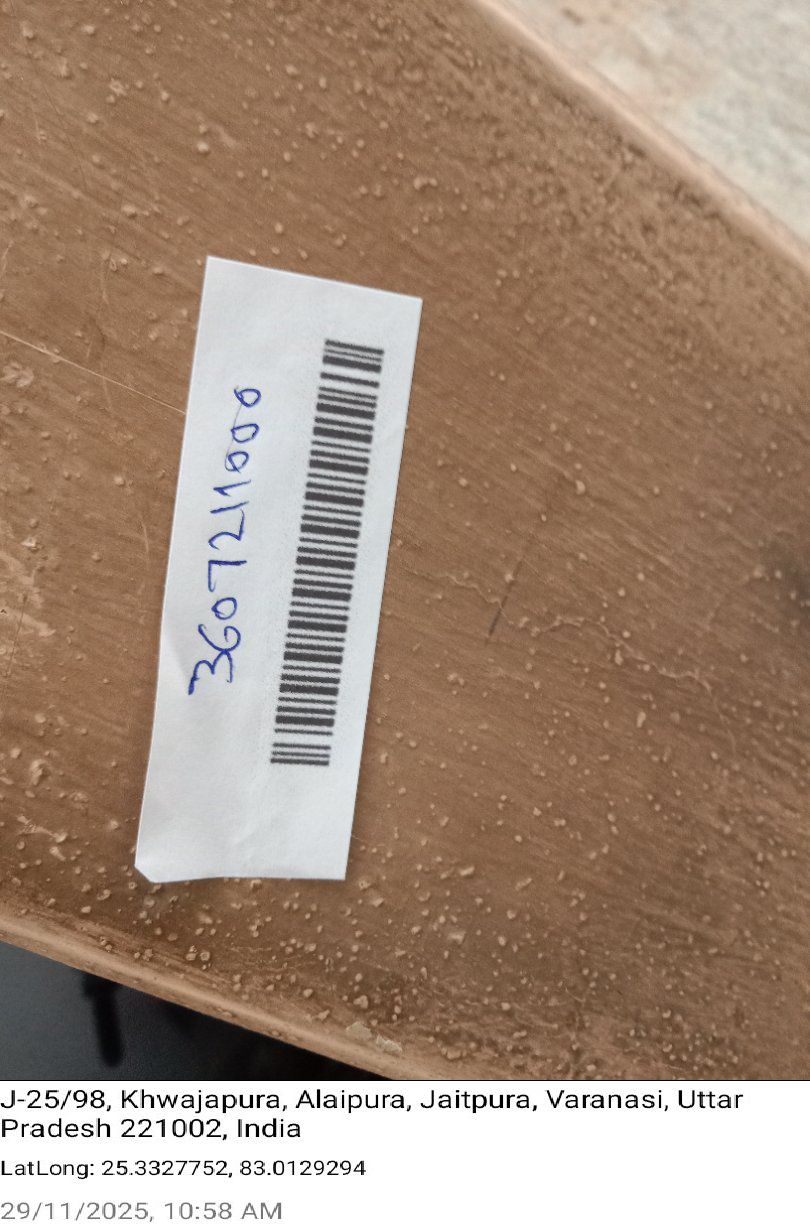 3607211000
J-25/98, Khwajapura, Alaipura, Jaitpura, Varanasi, Uttar
Pradesh 221002, India
LatLong: 25.3327752, 83.0129294
29/11/2025, 10:58 AM